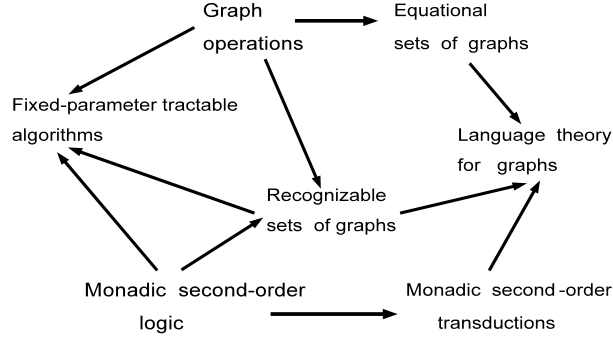 Graph
operations
Equational
sets of graphs
Fixed-parameter tractable
algorithms
Language theory
for graphs
Recognizable
sets of graphs
Monadic second-order
logic
Monadic second-order
transductions